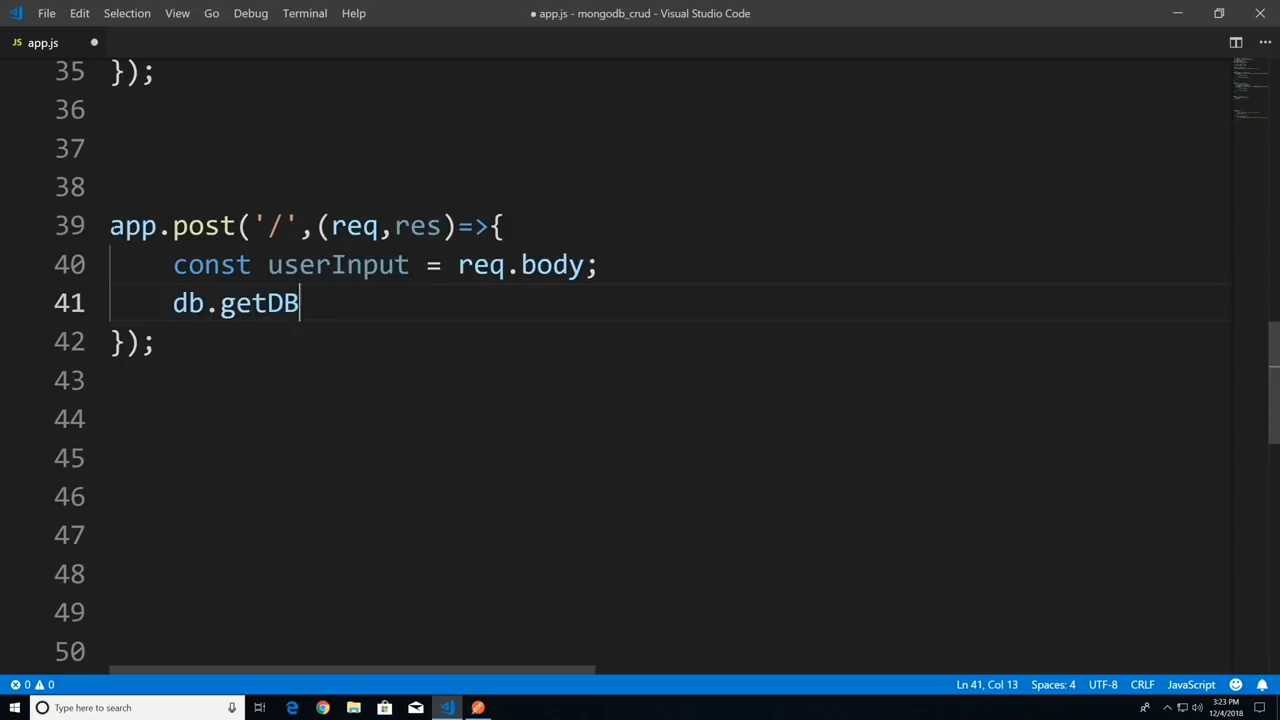 File Edit Selection View Go Debug Terminal Help
● app.js - mongodb_crud - Visual Studio Code
JS app.js
35 });
36
37
38
39 app.post('/',(req,res)=>{
40 const userInput = req.body;
41 db.getDB
42 });
43
44
45
46
47
48
49
50
0 0 Ln 41, Col 13 Spaces: 4 UTF-8 CRLF JavaScript
Type here to search
3:23 PM
12/4/2018